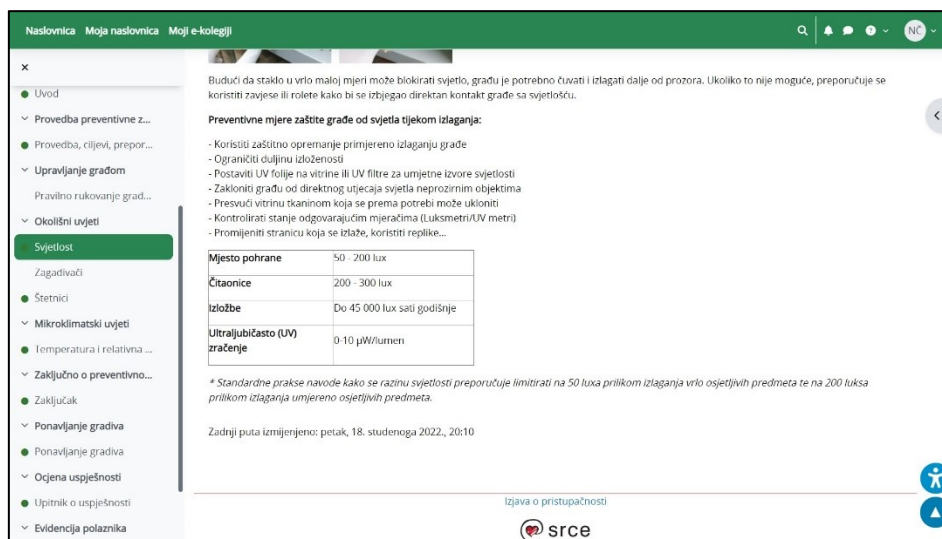 Naslovnica Moja naslovnica Moji e-kolegiji
NČ
Uvod
Provedba preventivne z...
Provedba, ciljevi, prepor...
Upravljanje građom
Pravilno rukovanje građ...
Okolišni uvjeti
Svjetlost
Zagadivači
Štetnici
Mikroklimatski uvjeti
Temperatura i relativna ...
Zaključno o preventivno...
Zaključak
Ponavljanje gradiva
Ponavljanje gradiva
Ocjena uspješnosti
Upitnik o uspješnosti
Evidencija polaznika
Budući da staklo u vrlo maloj mjeri može blokirati svjetlo, građu je potrebno čuvati i izlagati dalje od prozora. Ukoliko to nije moguće, preporučuje se
koristiti zavjese ili rolete kako bi se izbjegao direktan kontakt građe sa svjetlošću.
Preventivne mjere zaštite građe od svjetla tijekom izlaganja:
- Koristiti zaštitno opremanje primjereno izlaganju građe
- Ograničiti duljinu izloženosti
- Postaviti UV folije na vitrine ili UV filtre za umjetne izvore svjetlosti
- Zakloniti građu od direktnog utjecaja svjetla neprozirnim objektima
- Presvući vitrinu tkaninom koja se prema potrebi može ukloniti
- Kontrolirati stanje odgovarajućim mjeračima (Luksmetri/UV metri)
- Promijeniti stranicu koja se izlaže, koristiti replike...
Mjesto pohrane 50 - 200 lux
Čitaonice 200 - 300 lux
Izložbe Do 45 000 lux sati godišnje
Ultraljubičasto (UV)
zračenje 0-10 µW/lumen
* Standardne prakse navode kako se razinu svjetlosti preporučuje limitirati na 50 luxa prilikom izlaganja vrlo osjetljivih predmeta te na 200 luksa
prilikom izlaganja umjereno osjetljivih predmeta.
Zadnji puta izmijenjeno: petak, 18. studenoga 2022., 20:10
Izjava o pristupačnosti
srce